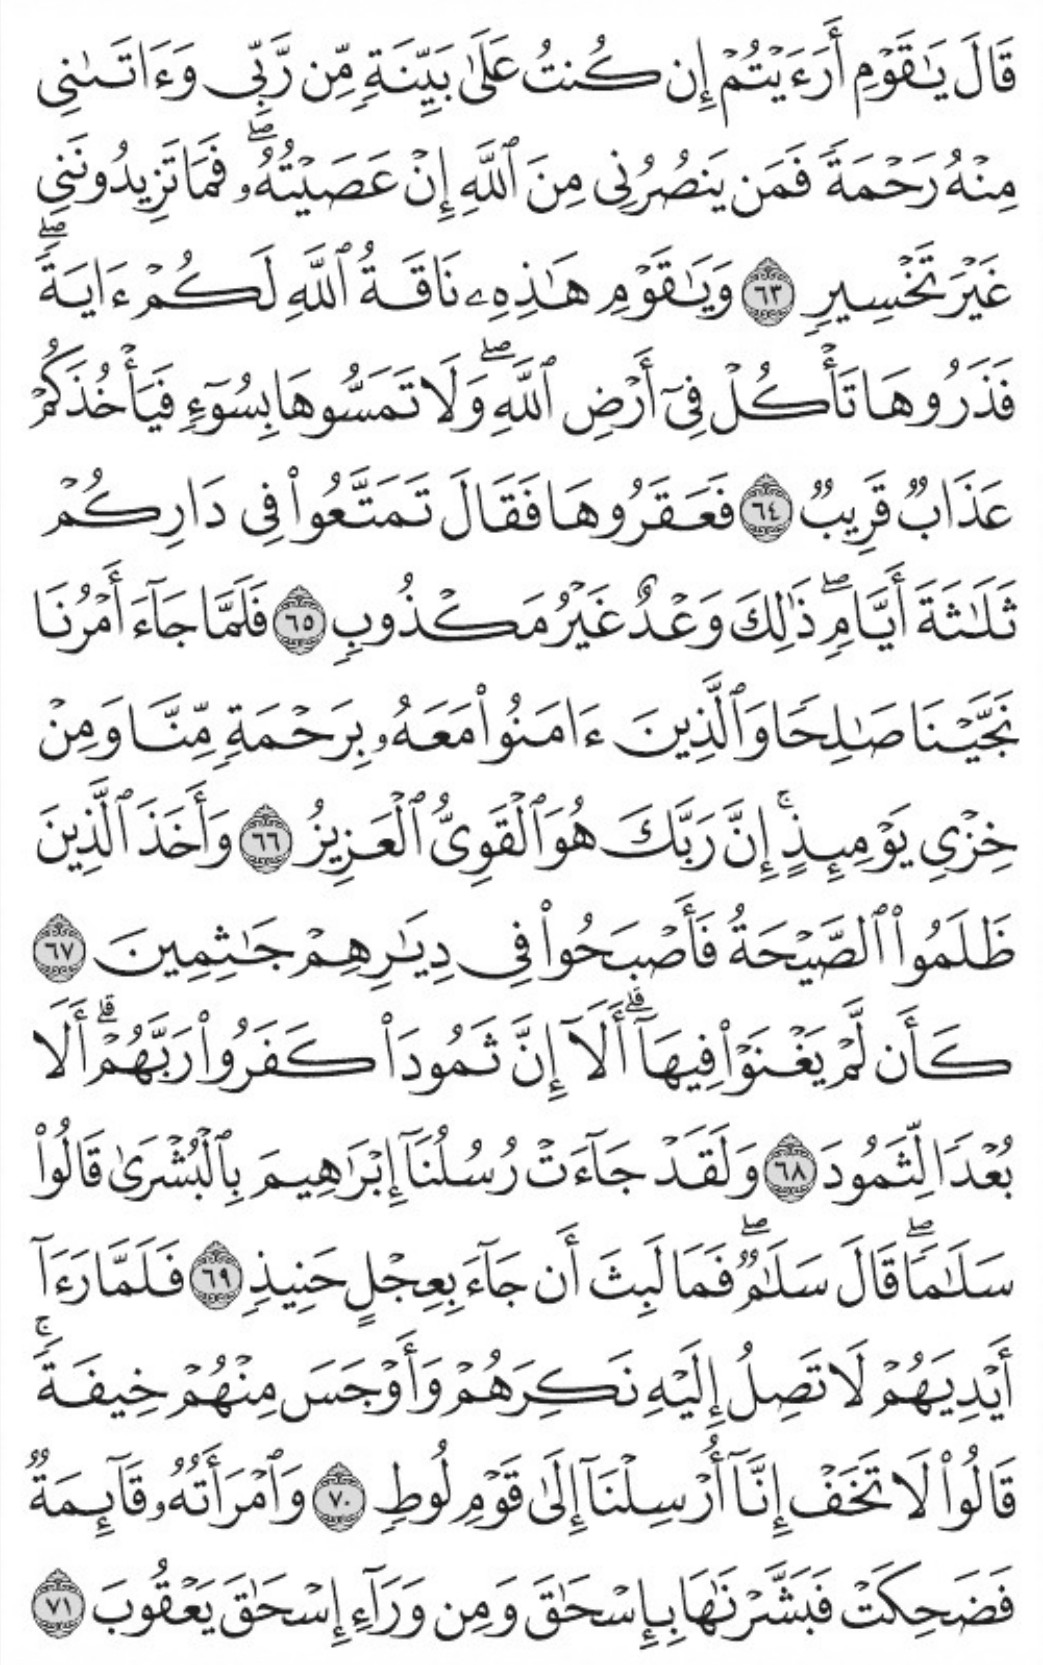 قَالَ يَٰقَوْمِ أَرَءَيْتُمْ إِن كُنتُ عَلَىٰ بَيِّنَةٍ مِّن رَّبِّى وَءَاتَىٰنِى
مِنْهُ رَحْمَةً فَمَن يَنصُرُنِى مِنَ ٱللَّهِ إِنْ عَصَيْتُهُۥ ۖ فَمَا تَزِيدُونَنِى
غَيْرَ تَخْسِيرٍ ٦٣ وَيَٰقَوْمِ هَٰذِهِۦ نَاقَةُ ٱللَّهِ لَكُمْ ءَايَةً ۖ
فَذَرُوهَا تَأْكُلْ فِىٓ أَرْضِ ٱللَّهِ ۖ وَلَا تَمَسُّوهَا بِسُوٓءٍ فَيَأْخُذَكُمْ
عَذَابٌ قَرِيبٌ ٦٤ فَعَقَرُوهَا فَقَالَ تَمَتَّعُوا۟ فِى دَارِكُمْ
ثَلَٰثَةَ أَيَّامٍ ۖ ذَٰلِكَ وَعْدٌ غَيْرُ مَكْذُوبٍ ٦٥ فَلَمَّا جَآءَ أَمْرُنَا
نَجَّيْنَا صَٰلِحًا وَٱلَّذِينَ ءَامَنُوا۟ مَعَهُۥ بِرَحْمَةٍ مِّنَّا وَمِنْ
خِزْىِ يَوْمِئِذٍ ۗ إِنَّ رَبَّكَ هُوَ ٱلْقَوِىُّ ٱلْعَزِيزُ ٦٦ وَأَخَذَ ٱلَّذِينَ
ظَلَمُوا۟ ٱلصَّيْحَةُ فَأَصْبَحُوا۟ فِى دِيَٰرِهِمْ جَٰثِمِينَ ٦٧
كَأَن لَّمْ يَغْنَوْا۟ فِيهَآ ۗ أَلَآ إِنَّ ثَمُودَا۟ كَفَرُوا۟ رَبَّهُمْ ۗ أَلَا
بُعْدًا لِّثَمُودَ ٦٨ وَلَقَدْ جَآءَتْ رُسُلُنَآ إِبْرَٰهِيمَ بِٱلْبُشْرَىٰ قَالُوا۟
سَلَٰمًا ۖ قَالَ سَلَٰمٌ ۖ فَمَا لَبِثَ أَن جَآءَ بِعِجْلٍ حَنِيذٍ ٦٩ فَلَمَّا رَءَآ
أَيْدِيَهُمْ لَا تَصِلُ إِلَيْهِ نَكِرَهُمْ وَأَوْجَسَ مِنْهُمْ خِيفَةً ۚ
قَالُوا۟ لَا تَخَفْ إِنَّآ أُرْسِلْنَآ إِلَىٰ قَوْمِ لُوطٍ ٧٠ وَٱمْرَأَتُهُۥ قَآئِمَةٌ
فَضَحِكَتْ فَبَشَّرْنَٰهَا بِإِسْحَٰقَ وَمِن وَرَآءِ إِسْحَٰقَ يَعْقُوبَ ٧١